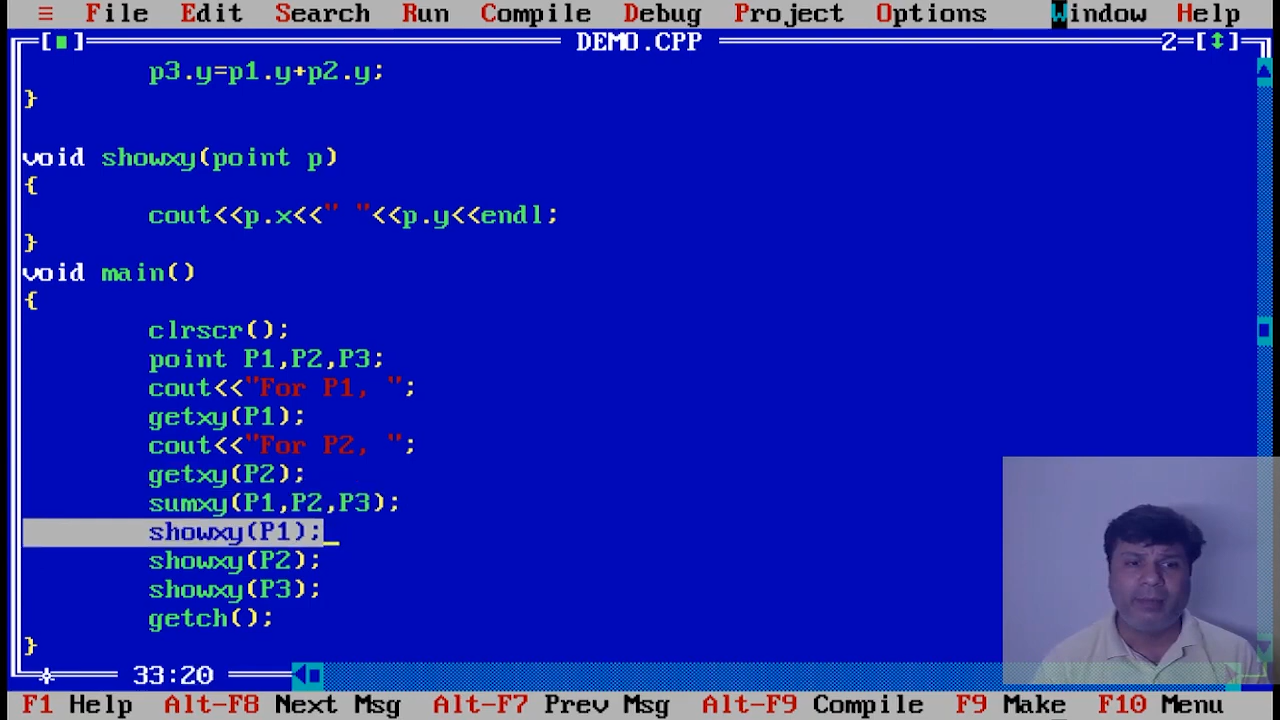 ≡ File Edit Search Run Compile Debug Project Options Window Help
[■] DEMO.CPP 2=[↕]
p3.y=p1.y+p2.y;
}
void showxy(point p)
{
cout<<p.x<<" "<<p.y<<endl;
}
void main()
{
clrscr();
point P1,P2,P3;
cout<<"For P1, ";
getxy(P1);
cout<<"For P2, ";
getxy(P2);
sumxy(P1,P2,P3);
showxy(P1);
showxy(P2);
showxy(P3);
getch();
}
33:20
F1 Help Alt-F8 Next Msg Alt-F7 Prev Msg Alt-F9 Compile F9 Make F10 Menu